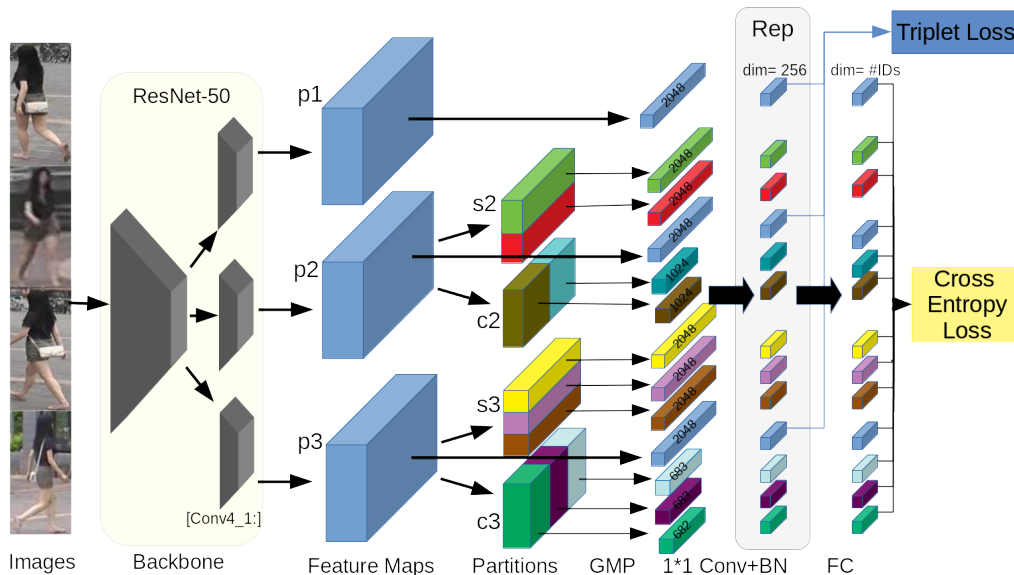 Rep
Triplet Loss
ResNet-50
dim= 256
dim= #IDs
p1
2048
2048
s2
2048
p2
2048
1024
c2
1024
Cross
Entropy
Loss
2048
s3
2048
2048
p3
2048
683
683
c3
682
[Conv4_1:]
Images
Backbone
Feature Maps
Partitions
GMP
1*1 Conv+BN
FC